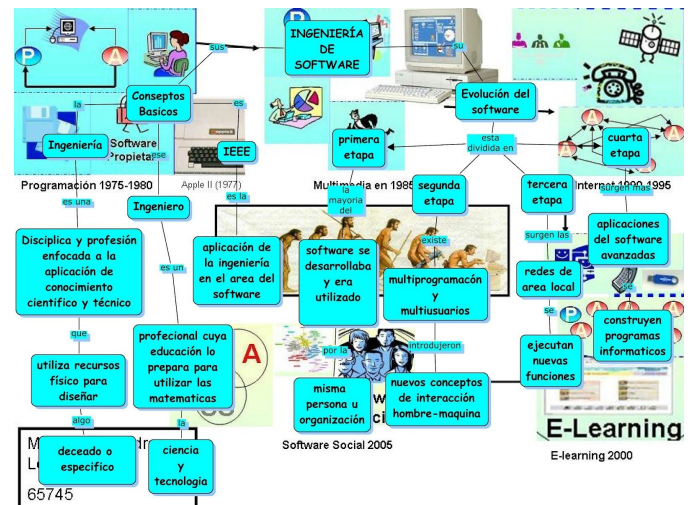 INGENIERÍA
DE
SOFTWARE
sus
su
P
A
Conseptos
Basicos
la
es
ese
Evolución del
software
esta
dividida en
Ingeniería
Software
Propieta
IEEE
primera
etapa
segunda
etapa
tercera
etapa
cuarta
etapa
A
A
A
Programación 1975-1980
Apple II (1977)
Multimedia en 1985
Internet 1990-1995
es una
Ingeniero
es la
la
mayoria
del
existe
surgen las
surgen mas
Disciplica y profesión
enfocada a la
aplicación de
conocimiento
cientifico y técnico
es un
aplicación de
la ingeniería
en el area del
software
software se
desarrollaba
y era
utilizado
multiprogramacón
y
multiusuarios
redes de
area local
aplicaciones
del software
avanzadas
se
se
que
profecional cuya
educación lo
prepara para
utilizar las
matematicas
por la
introdujeron
ejecutan
nuevas
funciones
construyen
programas
informaticos
P
A
A
utiliza recursos
físico para
diseñar
A
misma
persona u
organización
nuevos conceptos
de interacción
hombre-maquina
algo
la
deceado o
especifico
ciencia
y
tecnologia
Software Social 2005
E-Learning
E-learning 2000
65745